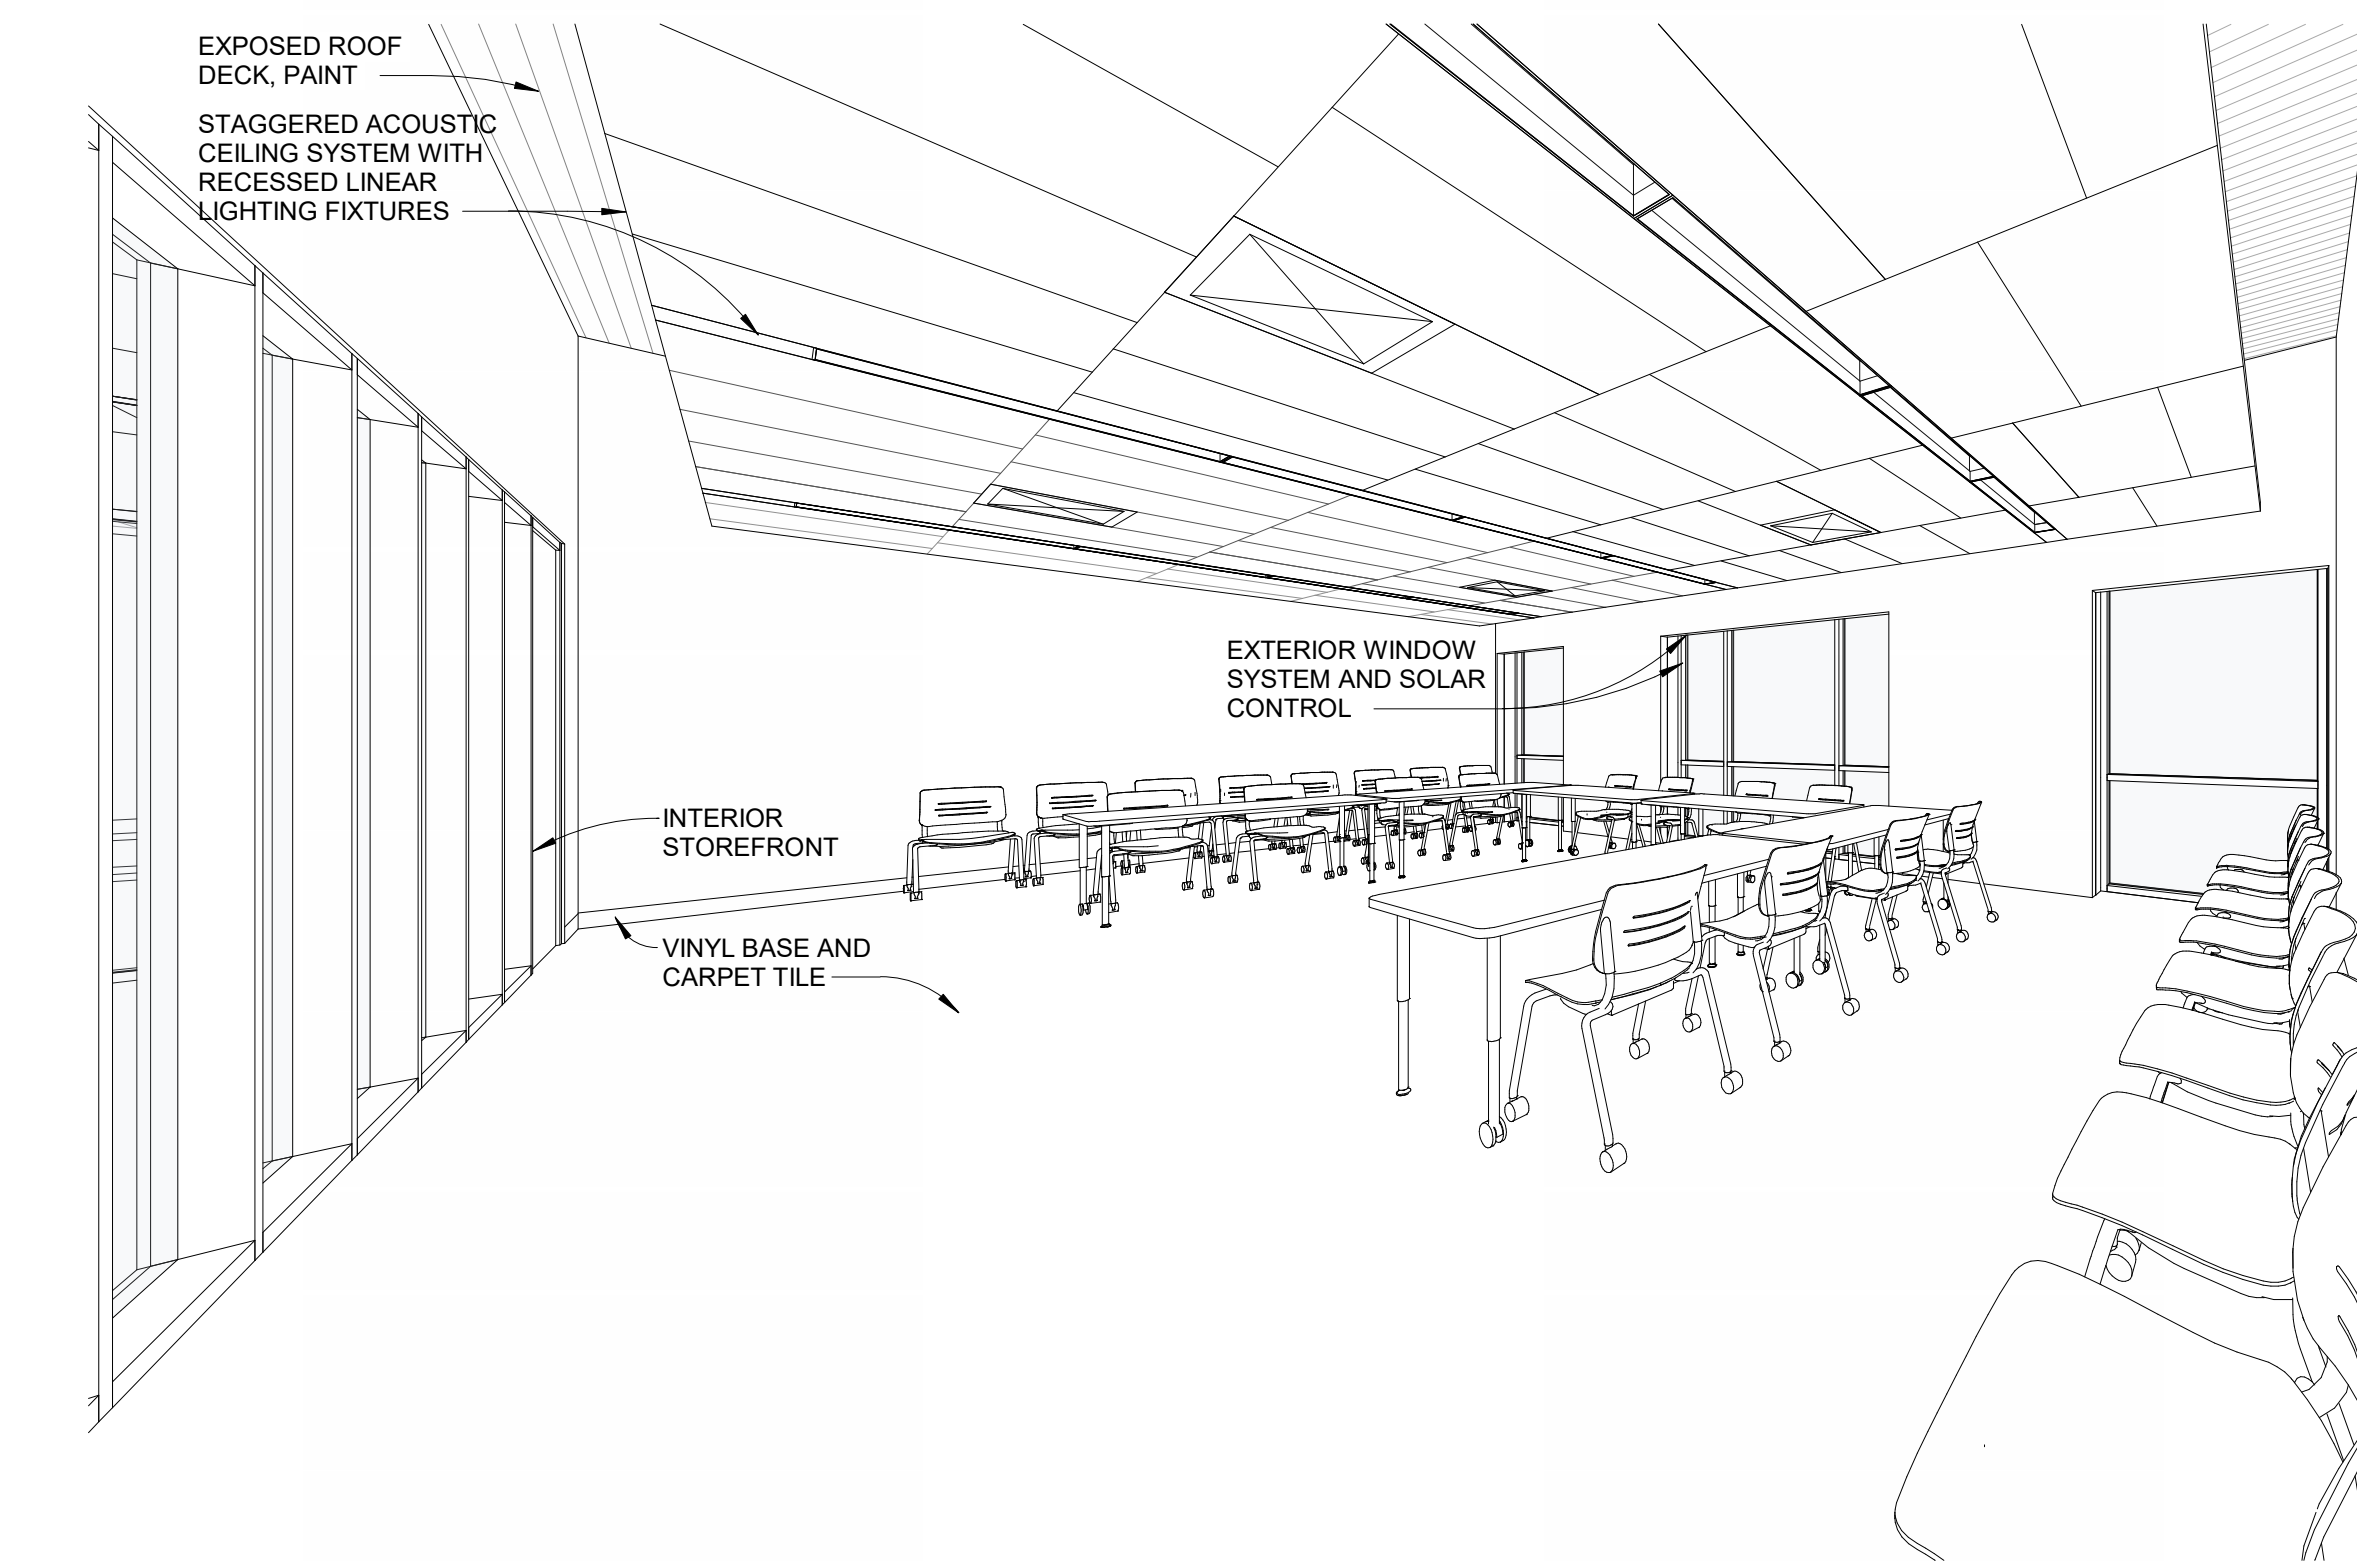 EXPOSED ROOF
DECK, PAINT
STAGGERED ACOUSTIC
CEILING SYSTEM WITH
RECESSED LINEAR
LIGHTING FIXTURES
EXTERIOR WINDOW
SYSTEM AND SOLAR
CONTROL
INTERIOR
STOREFRONT
VINYL BASE AND
CARPET TILE